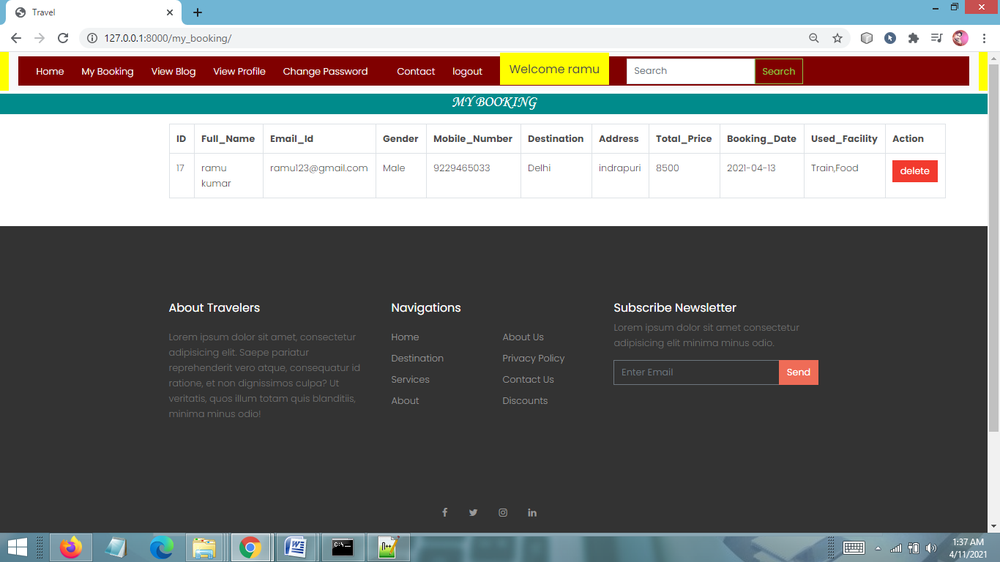 Travel
127.0.0.1:8000/my_booking/
Home My Booking View Blog View Profile Change Password Contact logout Welcome ramu Search Search
MY BOOKING
ID Full_Name Email_Id Gender Mobile_Number Destination Address Total_Price Booking_Date Used_Facility Action
17 ramu kumar ramu123@gmail.com Male 9229465033 Delhi indrapuri 8500 2021-04-13 Train,Food delete
About Travelers
Lorem ipsum dolor sit amet, consectetur
adipisicing elit. Saepe pariatur
reprehenderit vero atque, consequatur id
ratione, et non dignissimos culpa? Ut
veritatis, quos illum totam quis blanditiis,
minima minus odio!
Navigations
Home
Destination
Services
About
About Us
Privacy Policy
Contact Us
Discounts
Subscribe Newsletter
Lorem ipsum dolor sit amet consectetur
adipisicing elit minima minus odio.
Enter Email Send
1:37 AM
4/11/2021